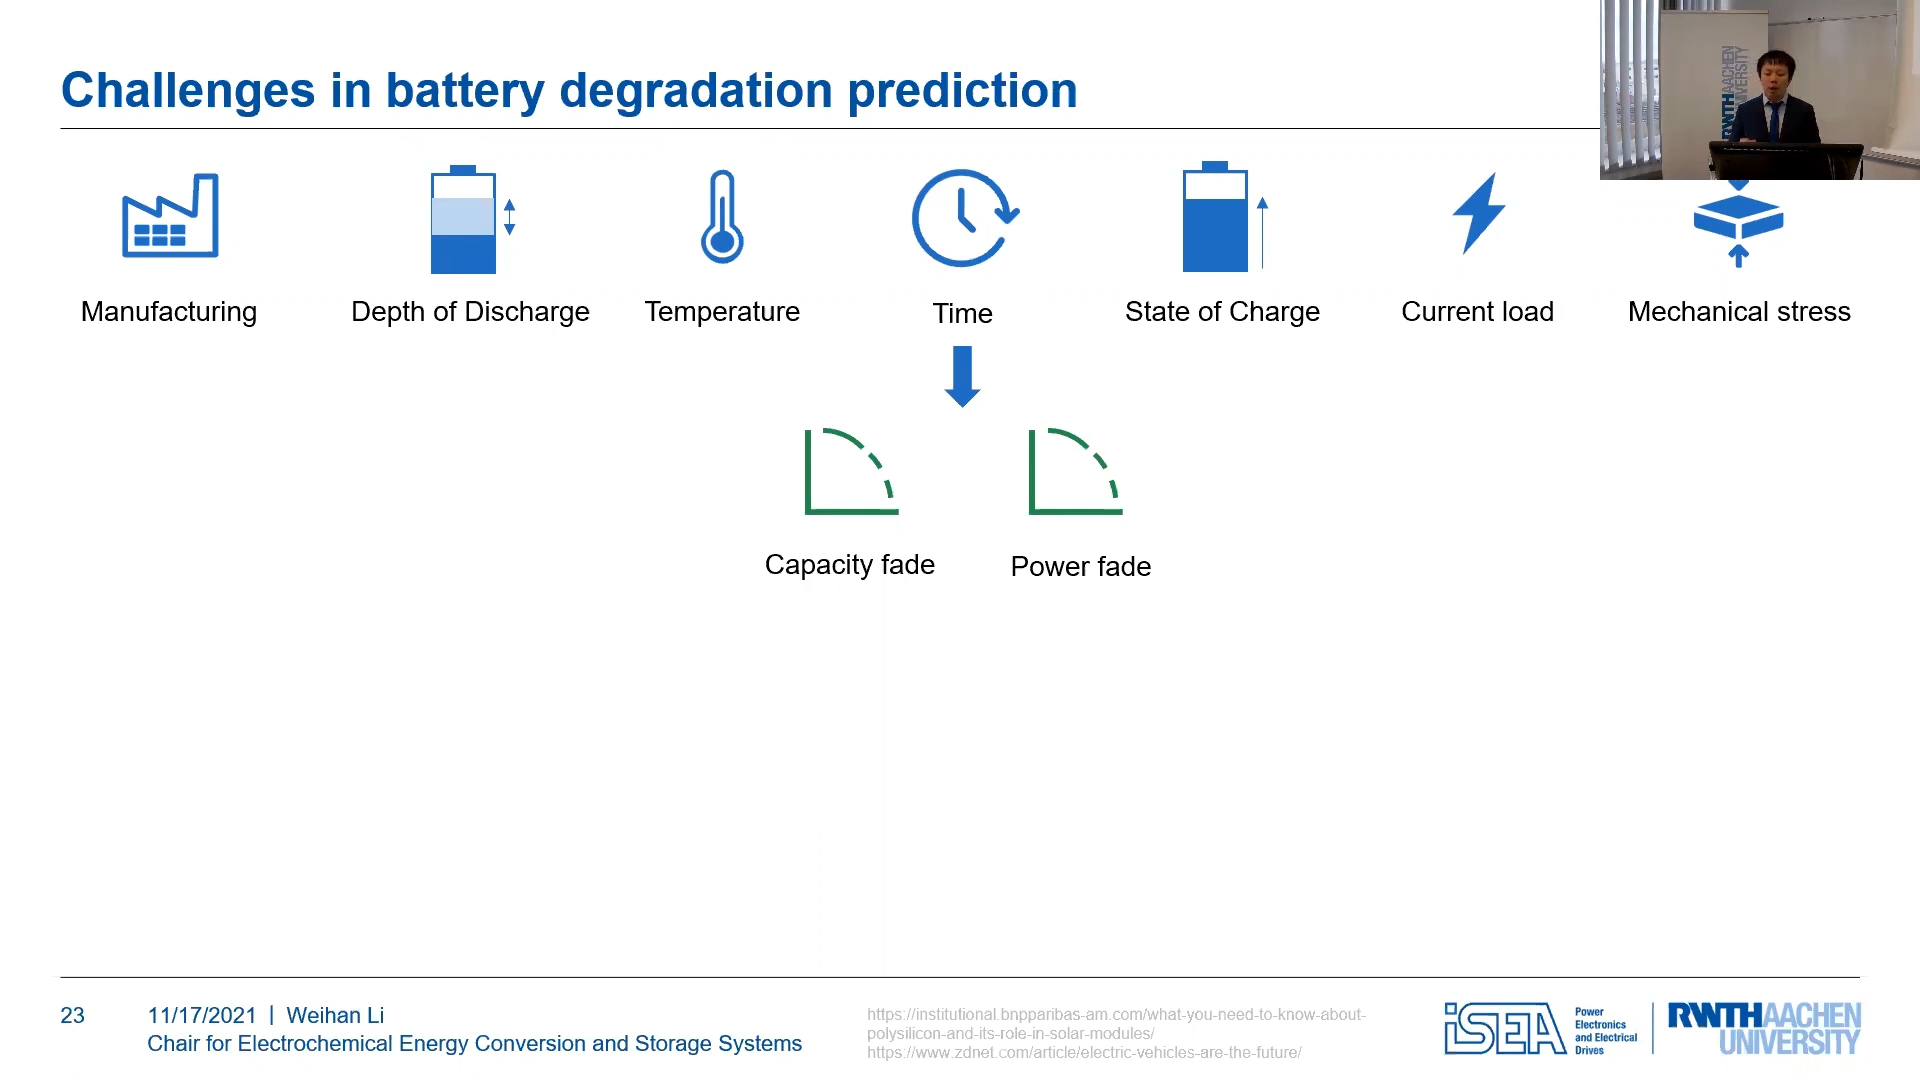 Challenges in battery degradation prediction
RWTHAACHEN
UNIVERSITY
Manufacturing
Depth of Discharge
Temperature
Time
State of Charge
Current load
Mechanical stress
Capacity fade
Power fade
23
11/17/2021 | Weihan Li
Chair for Electrochemical Energy Conversion and Storage Systems
https://institutional.bnpparibas-am.com/what-you-need-to-know-about-
polysilicon-and-its-role-in-solar-modules/
https://www.zdnet.com/article/electric-vehicles-are-the-future/
iSEA
Power
Electronics
and Electrical
Drives
RWTHAACHEN
UNIVERSITY